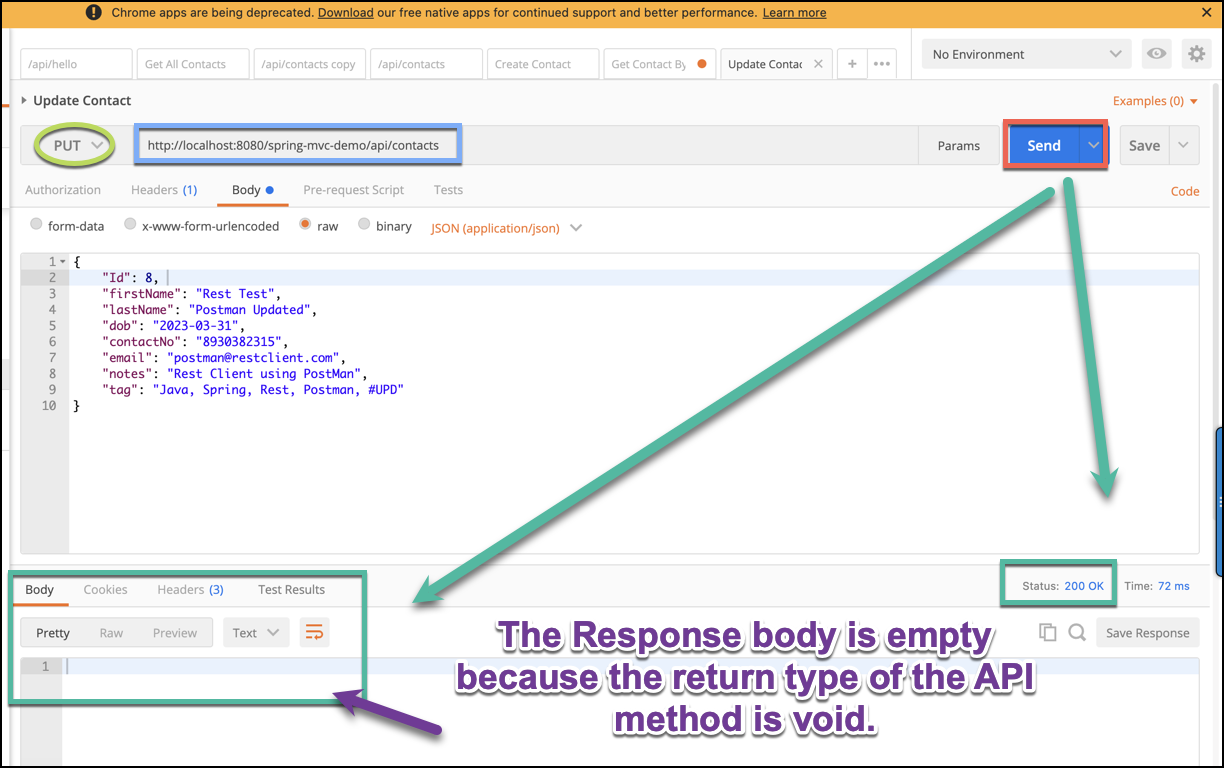 Chrome apps are being deprecated. Download our free native apps for continued support and better performance. Learn more
/api/hello Get All Contacts /api/contacts copy /api/contacts Create Contact Get Contact By Update Contac
No Environment
Update Contact
Examples (0)
PUT http://localhost:8080/spring-mvc-demo/api/contacts Params Send Save
Authorization Headers (1) Body Pre-request Script Tests Code
form-data x-www-form-urlencoded raw binary JSON (application/json)
1 {
2 "Id": 8,
3 "firstName": "Rest Test",
4 "lastName": "Postman Updated",
5 "dob": "2023-03-31",
6 "contactNo": "8930382315",
7 "email": "postman@restclient.com",
8 "notes": "Rest Client using PostMan",
9 "tag": "Java, Spring, Rest, Postman, #UPD"
10 }
Body Cookies Headers (3) Test Results Status: 200 OK Time: 72 ms
Pretty Raw Preview Text Save Response
1
The Response body is empty
because the return type of the API
method is void.